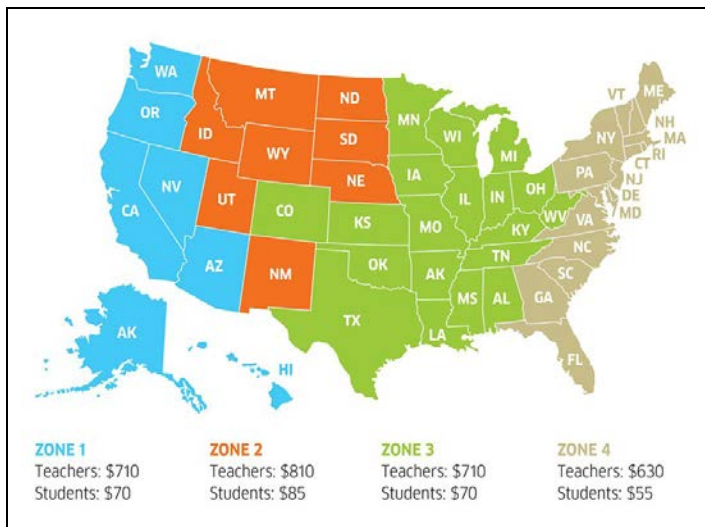 WA
MT
ND
OR
ID
WY
SD
NE
NV
UT
CA
CO
AZ
NM
MN
WI
MI
IA
IL
IN
OH
KS
MO
KY
WV
OK
AK
TN
TX
LA
MS
AL
VT
ME
NH
MA
NY
RI
CT
PA
NJ
DE
MD
VA
NC
SC
GA
FL
AK
HI
ZONE 1
Teachers: $710
Students: $70
ZONE 2
Teachers: $810
Students: $85
ZONE 3
Teachers: $710
Students: $70
ZONE 4
Teachers: $630
Students: $55